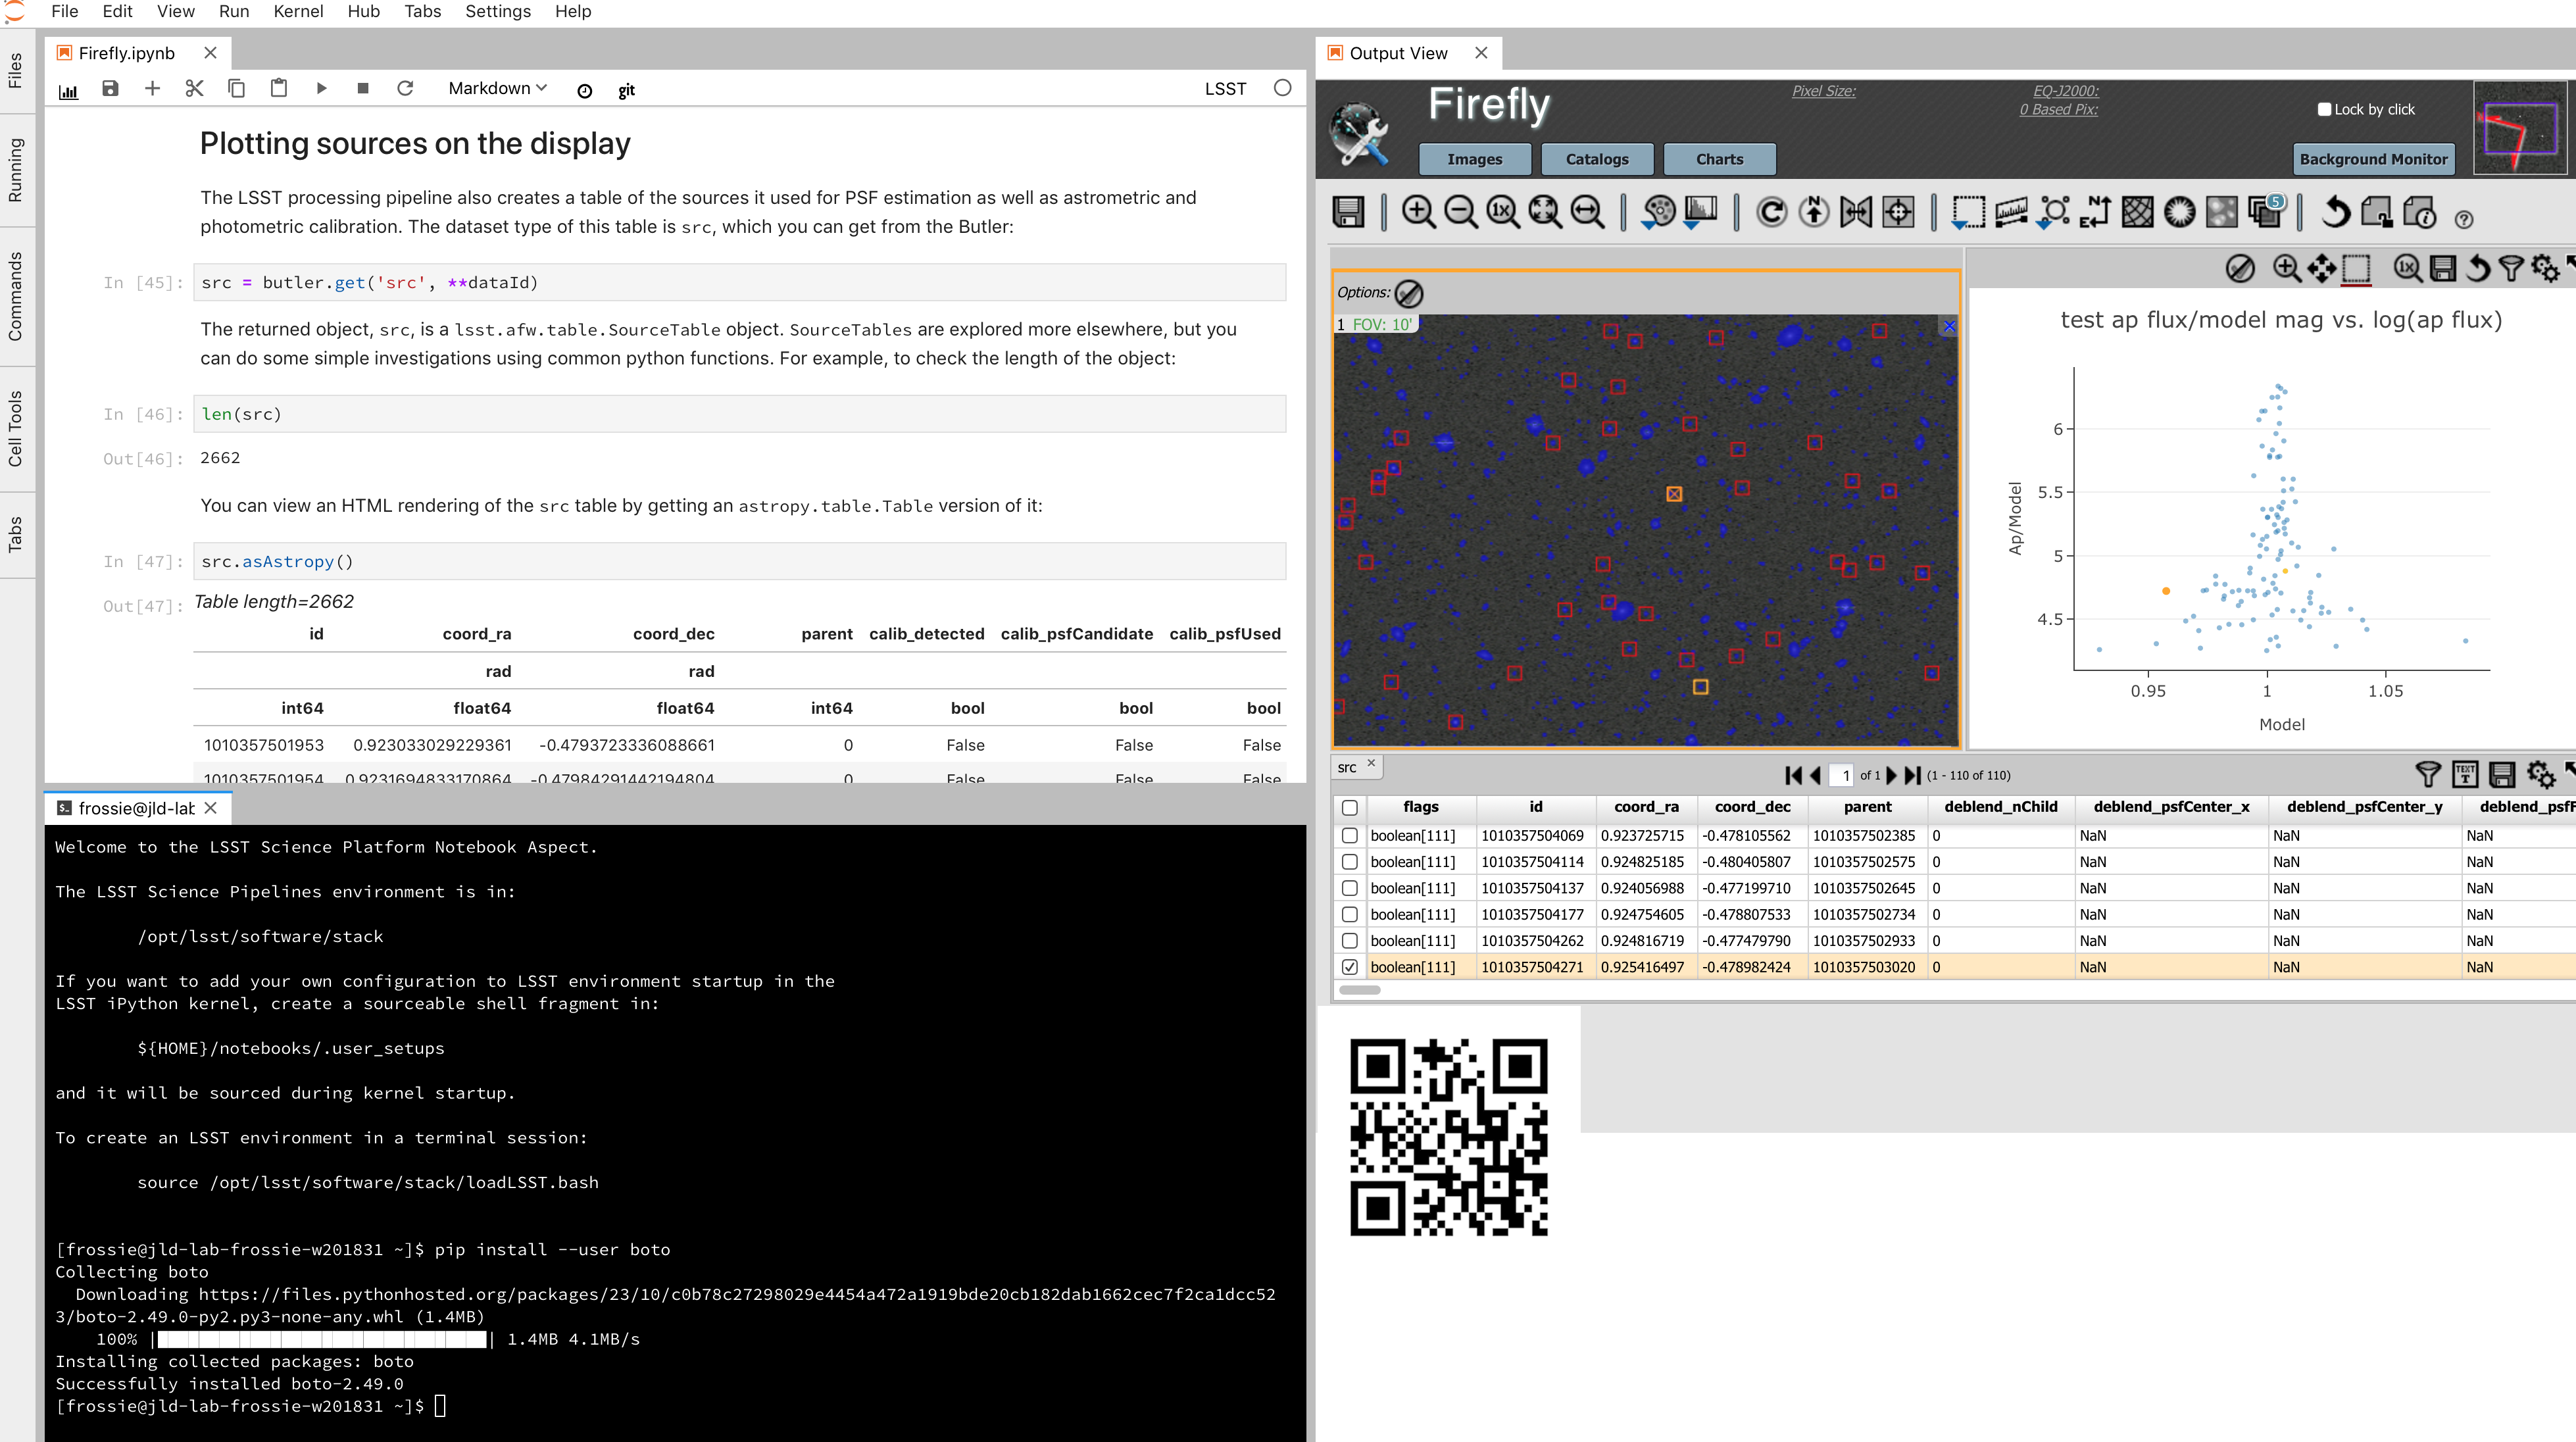 File Edit View Run Kernel Hub Tabs Settings Help
Files
Running
Commands
Cell Tools
Tabs
Firefly.ipynb
Markdown
git
LSST
Plotting sources on the display
The LSST processing pipeline also creates a table of the sources it used for PSF estimation as well as astrometric and
photometric calibration. The dataset type of this table is src, which you can get from the Butler:
In [45]: src = butler.get('src', **dataId)
The returned object, src, is a lsst.afw.table.SourceTable object. SourceTables are explored more elsewhere, but you
can do some simple investigations using common python functions. For example, to check the length of the object:
In [46]: len(src)
Out[46]: 2662
You can view an HTML rendering of the src table by getting an astropy.table.Table version of it:
In [47]: src.asAstropy()
Out[47]: Table length=2662
id coord_ra coord_dec parent calib_detected calib_psfCandidate calib_psfUsed
rad rad
int64 float64 float64 int64 bool bool bool
1010357501953 0.923033029229361 -0.4793723336088661 0 False False False
1010357501954 0.9231694833170864 -0.47984291442194804 0 False False False
frossie@jld-lab
Welcome to the LSST Science Platform Notebook Aspect.
The LSST Science Pipelines environment is in:
/opt/lsst/software/stack
If you want to add your own configuration to LSST environment startup in the
LSST iPython kernel, create a sourceable shell fragment in:
${HOME}/notebooks/.user_setups
and it will be sourced during kernel startup.
To create an LSST environment in a terminal session:
source /opt/lsst/software/stack/loadLSST.bash
[frossie@jld-lab-frossie-w201831 ~]$ pip install --user boto
Collecting boto
Downloading https://files.pythonhosted.org/packages/23/10/c0b78c27298029e4454a472a1919bde20cb182dab1662cec7f2ca1dcc52
3/boto-2.49.0-py2.py3-none-any.whl (1.4MB)
100% || 1.4MB 4.1MB/s
Installing collected packages: boto
Successfully installed boto-2.49.0
[frossie@jld-lab-frossie-w201831 ~]$
Output View
Firefly
Pixel Size:
EQ-J2000:
0 Based Pix:
Lock by click
Images Catalogs Charts
Background Monitor
1x
N
5
Options:
1 FOV: 10'
1x
test ap flux/model mag vs. log(ap flux)
Ap/Model
6
5.5
5
4.5
0.95 1 1.05
Model
src
1 of 1 (1 - 110 of 110)
TEXT
flags id coord_ra coord_dec parent deblend_nChild deblend_psfCenter_x deblend_psfCenter_y deblend_psfF
boolean[111] 1010357504069 0.923725715 -0.478105562 1010357502385 0 NaN NaN NaN
boolean[111] 1010357504114 0.924825185 -0.480405807 1010357502575 0 NaN NaN NaN
boolean[111] 1010357504137 0.924056988 -0.477199710 1010357502645 0 NaN NaN NaN
boolean[111] 1010357504177 0.924754605 -0.478807533 1010357502734 0 NaN NaN NaN
boolean[111] 1010357504262 0.924816719 -0.477479790 1010357502933 0 NaN NaN NaN
boolean[111] 1010357504271 0.925416497 -0.478982424 1010357503020 0 NaN NaN NaN